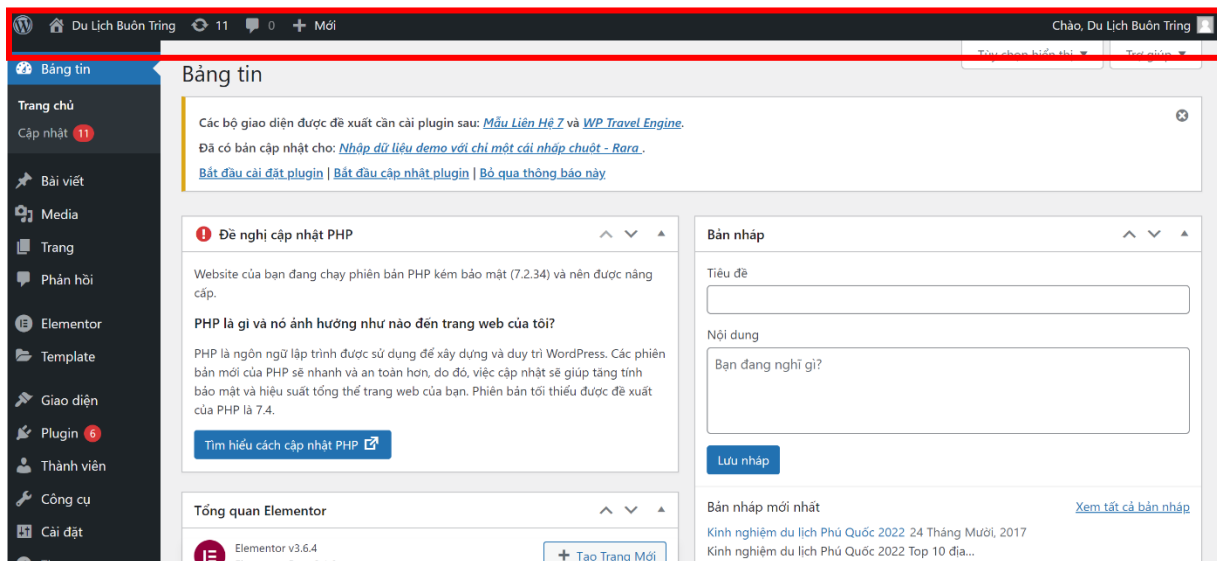 Du Lịch Buôn Tring 11 0 Mới Chào, Du Lịch Buôn Tring
Tùy chọn hiển thị Trợ giúp
Bảng tin
Trang chủ
Cập nhật 11
Bài viết
Media
Trang
Phản hồi
Elementor
Template
Giao diện
Plugin 6
Thành viên
Công cụ
Cài đặt
Bảng tin
Các bộ giao diện được đề xuất cần cài plugin sau: Mẫu Liên Hệ 7 và WP Travel Engine.
Đã có bản cập nhật cho: Nhập dữ liệu demo với chỉ một cái nhấp chuột - Rara .
Bắt đầu cài đặt plugin | Bắt đầu cập nhật plugin | Bỏ qua thông báo này
Đề nghị cập nhật PHP
Website của bạn đang chạy phiên bản PHP kém bảo mật (7.2.34) và nên được nâng
cấp.
PHP là gì và nó ảnh hưởng như nào đến trang web của tôi?
PHP là ngôn ngữ lập trình được sử dụng để xây dựng và duy trì WordPress. Các phiên
bản mới của PHP sẽ nhanh và an toàn hơn, do đó, việc cập nhật sẽ giúp tăng tính
bảo mật và hiệu suất tổng thể trang web của bạn. Phiên bản tối thiểu được đề xuất
của PHP là 7.4.
Tìm hiểu cách cập nhật PHP
Tổng quan Elementor
Elementor v3.6.4
Tạo Trang Mới
Bản nháp
Tiêu đề
Nội dung
Bạn đang nghĩ gì?
Lưu nháp
Bản nháp mới nhất Xem tất cả bản nháp
Kinh nghiệm du lịch Phú Quốc 2022 24 Tháng Mười, 2017
Kinh nghiệm du lịch Phú Quốc 2022 Top 10 địa...